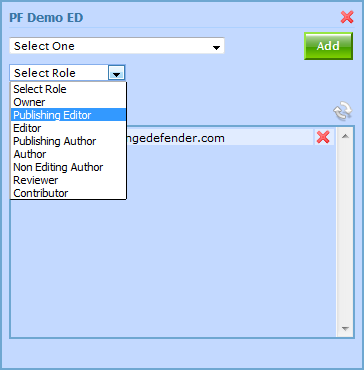 PF Demo ED
Select One
Add
Select Role
Select Role
Owner
Publishing Editor
Editor
Publishing Author
Author
ngedefender.com
Non Editing Author
Reviewer
Contributor